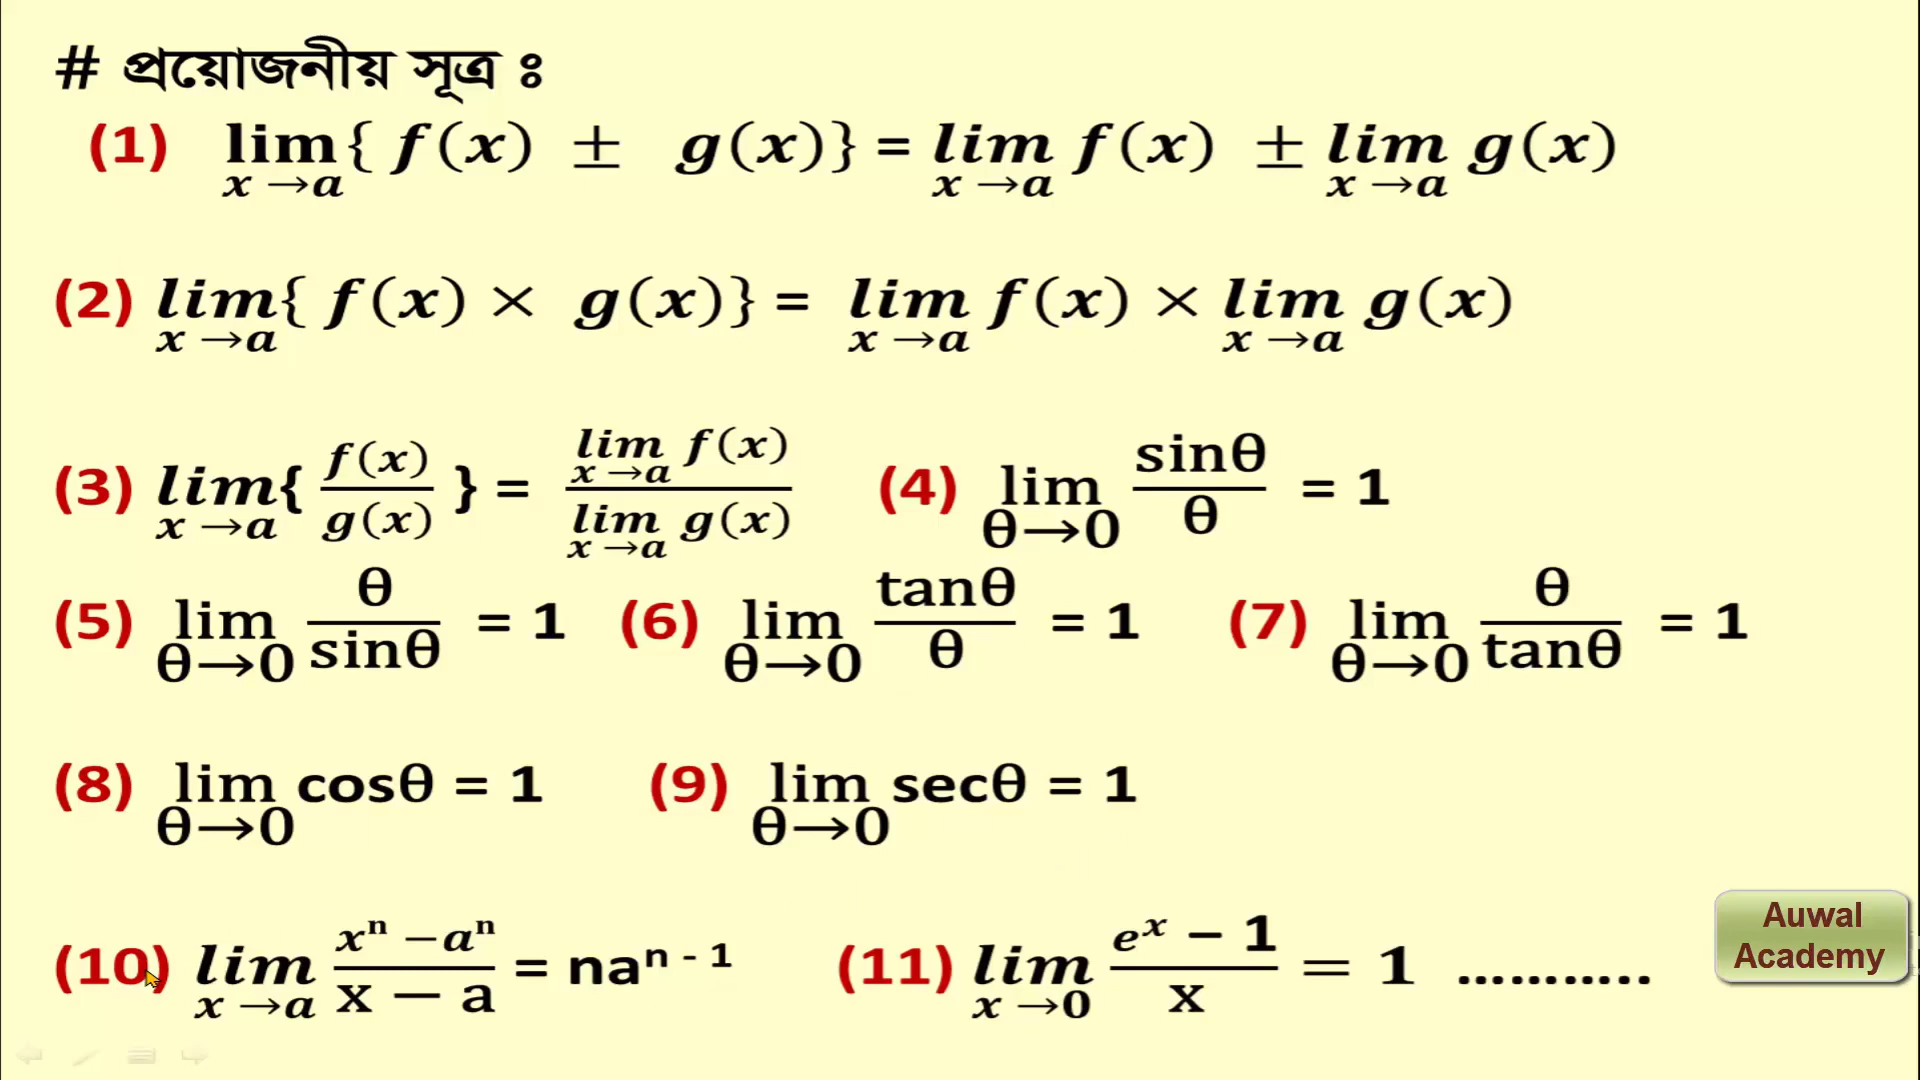 # প্রয়োজনীয় সূত্র ঃ
(1) lim x→a { f(x) ± g(x)} = lim x→a f(x) ± lim x→a g(x)
(2) lim x→a { f(x) × g(x)} = lim x→a f(x) × lim x→a g(x)
(3) lim x→a { f(x)/g(x) } = lim x→a f(x) / lim x→a g(x) (4) lim θ→0 sinθ/θ = 1
(5) lim θ→0 θ/sinθ = 1 (6) lim θ→0 tanθ/θ = 1 (7) lim θ→0 θ/tanθ = 1
(8) lim θ→0 cosθ = 1 (9) lim θ→0 secθ = 1
(10) lim x→a (xⁿ − aⁿ)/(x − a) = naⁿ⁻¹ (11) lim x→0 (eˣ − 1)/x = 1 ...........
Auwal
Academy